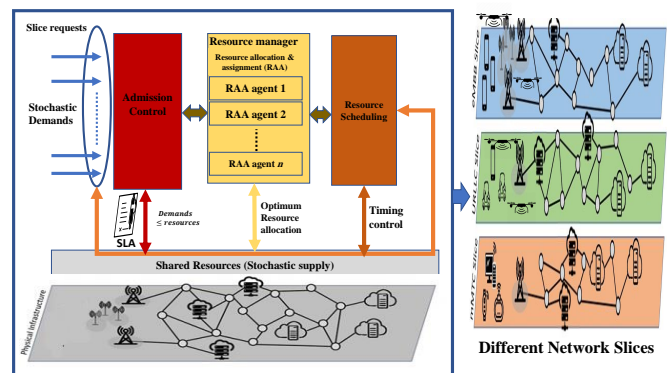 Slice requests
Stochastic
Demands
Admission
Control
Resource manager
Resource allocation &
assignment (RAA)
RAA agent 1
RAA agent 2
RAA agent n
Resource
Scheduling
SLA
Demands
≤ resources
Optimum
Resource
allocation
Timing
control
Shared Resources (Stochastic supply)
Physical Infrastructure
eMBB Slice
URLLC Slice
mMTC Slice
Different Network Slices